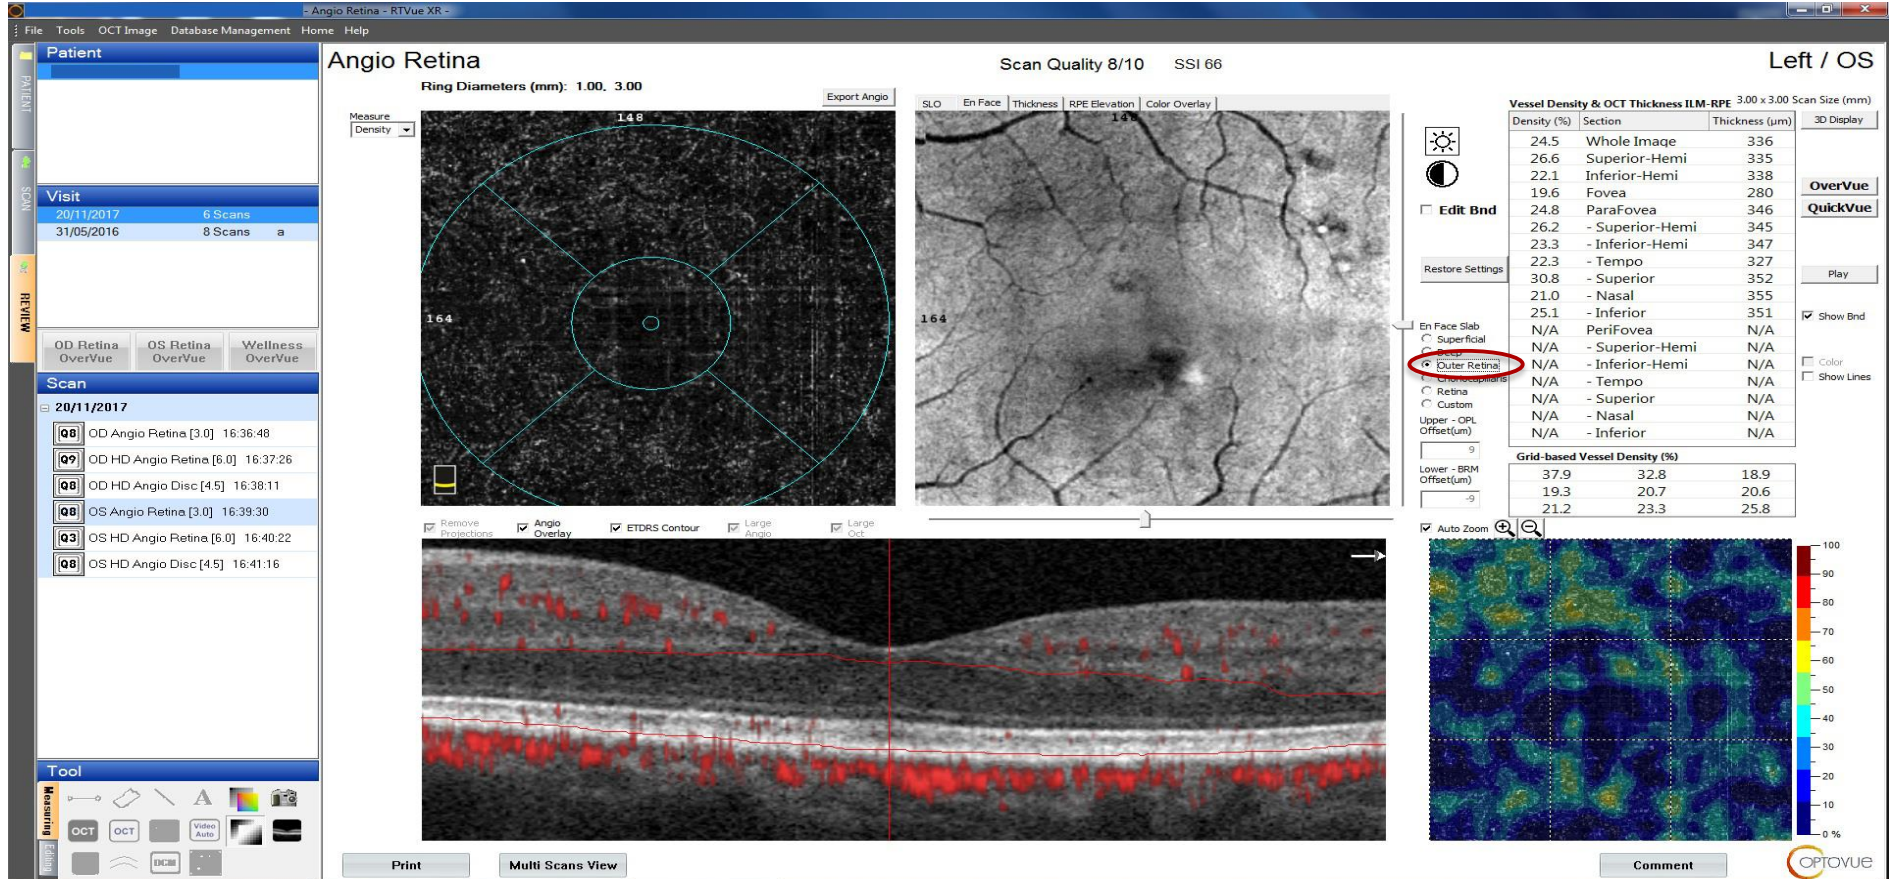 - Angio Retina - RTVue XR -
File Tools OCT Image Database Management Home Help
PATIENT
SCAN
REVIEW
Patient
Visit
20/11/2017 6 Scans
31/05/2016 8 Scans a
OD Retina OverVue
OS Retina OverVue
Wellness OverVue
Scan
20/11/2017
Q8 OD Angio Retina [3.0] 16:36:48
Q9 OD HD Angio Retina [6.0] 16:37:26
Q8 OD HD Angio Disc [4.5] 16:38:11
Q8 OS Angio Retina [3.0] 16:39:30
Q3 OS HD Angio Retina [6.0] 16:40:22
Q8 OS HD Angio Disc [4.5] 16:41:16
Tool
Measuring
Editing
A
OCT OCT Video Auto
DCM
Angio Retina
Scan Quality 8/10 SSI 66
Left / OS
Ring Diameters (mm): 1.00, 3.00
Export Angio
Measure
Density
148
164
SLO En Face Thickness RPE Elevation Color Overlay
148
164
Edit Bnd
Restore Settings
En Face Slab
Superficial
Deep
Outer Retina
Choriocapillaris
Retina
Custom
Upper - OPL
Offset(um)
9
Lower - BRM
Offset(um)
-9
Auto Zoom
Remove Projections
Angio Overlay
ETDRS Contour
Large Angio
Large Oct
Vessel Density & OCT Thickness ILM-RPE 3.00 x 3.00 Scan Size (mm)
Density (%) Section Thickness (µm)
24.5 Whole Image 336
26.6 Superior-Hemi 335
22.1 Inferior-Hemi 338
19.6 Fovea 280
24.8 ParaFovea 346
26.2 - Superior-Hemi 345
23.3 - Inferior-Hemi 347
22.3 - Tempo 327
30.8 - Superior 352
21.0 - Nasal 355
25.1 - Inferior 351
N/A PeriFovea N/A
N/A - Superior-Hemi N/A
N/A - Inferior-Hemi N/A
N/A - Tempo N/A
N/A - Superior N/A
N/A - Nasal N/A
N/A - Inferior N/A
Grid-based Vessel Density (%)
37.9 32.8 18.9
19.3 20.7 20.6
21.2 23.3 25.8
3D Display
OverVue
QuickVue
Play
Show Bnd
Color
Show Lines
100
90
80
70
60
50
40
30
20
10
0 %
Print
Multi Scans View
Comment
OPTOVUE